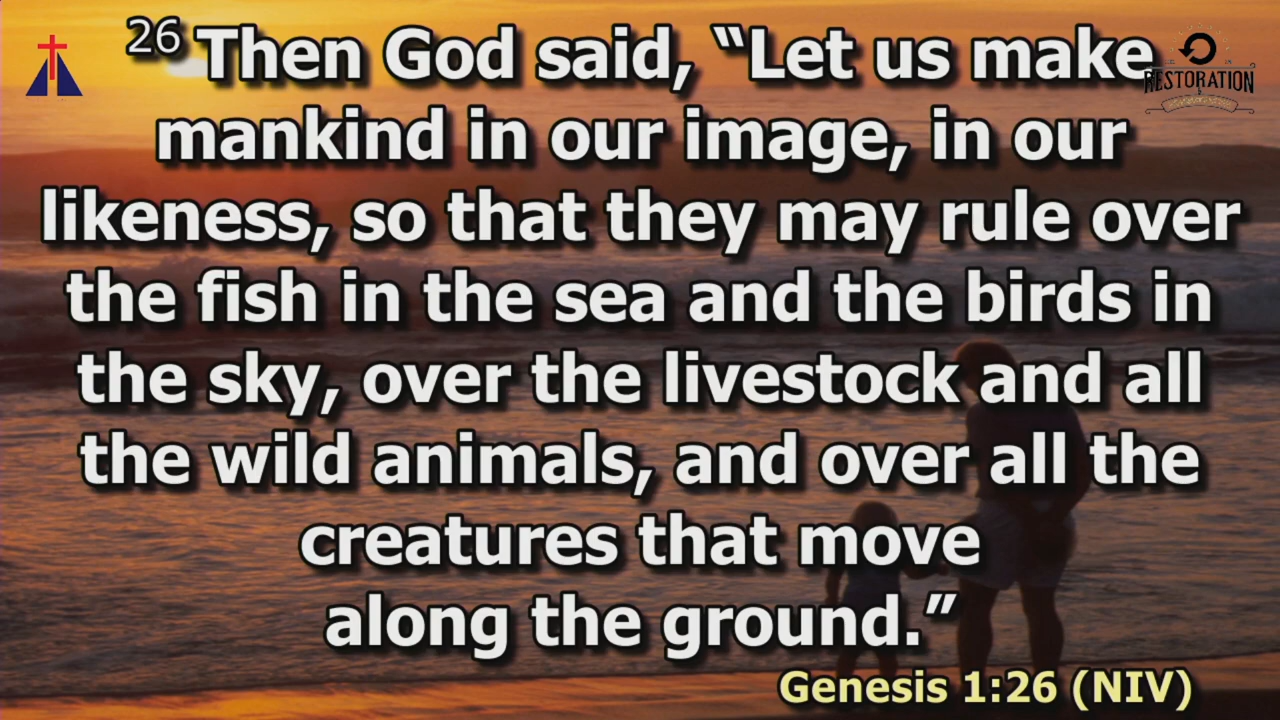 26 Then God said, “Let us make
RESTORATION
mankind in our image, in our
likeness, so that they may rule over
the fish in the sea and the birds in
the sky, over the livestock and all
the wild animals, and over all the
creatures that move
along the ground.”
Genesis 1:26 (NIV)